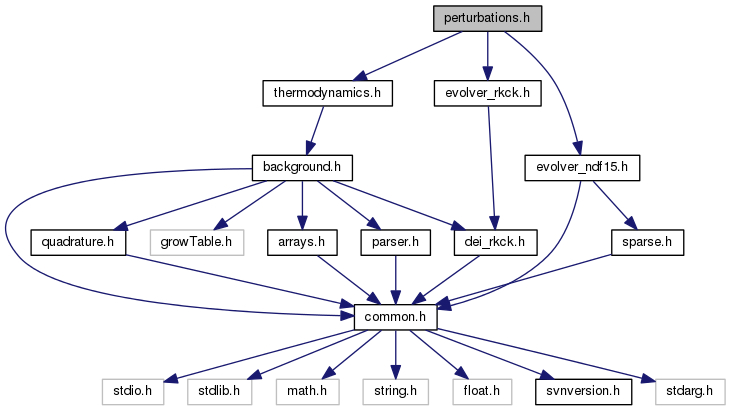 perturbations.h
thermodynamics.h
evolver_rkck.h
background.h
evolver_ndf15.h
quadrature.h
growTable.h
arrays.h
parser.h
dei_rkck.h
sparse.h
common.h
stdio.h
stdlib.h
math.h
string.h
float.h
svnversion.h
stdarg.h